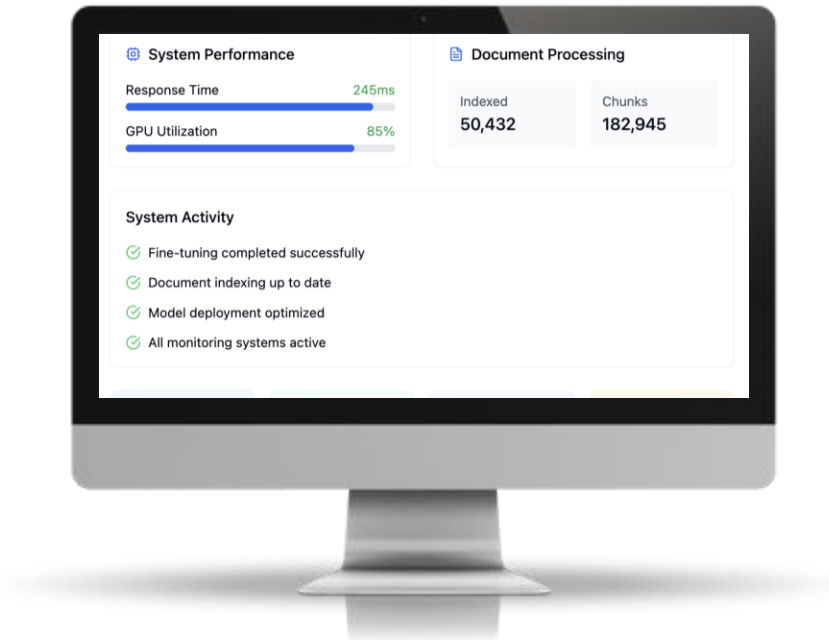 System Performance
Response Time 245ms
GPU Utilization 85%
Document Processing
Indexed
50,432
Chunks
182,945
System Activity
Fine-tuning completed successfully
Document indexing up to date
Model deployment optimized
All monitoring systems active